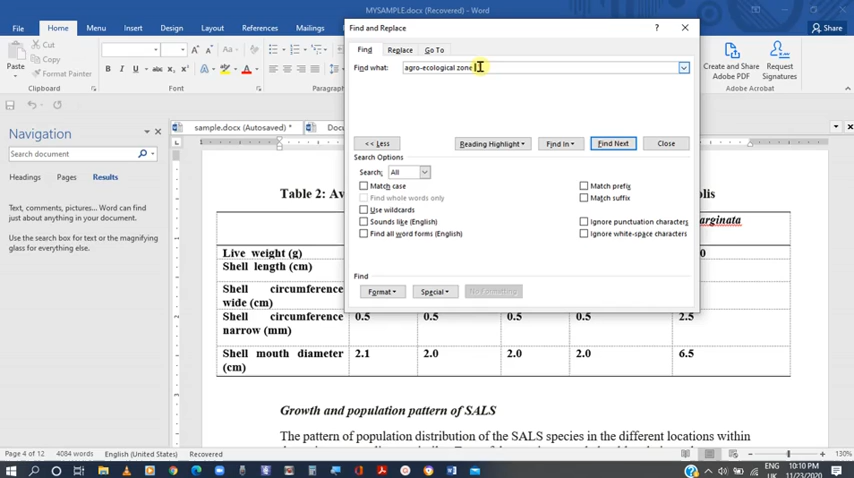 MYSAMPLE.docx (Recovered) - Word
Find and Replace
File
Home
Insert
Design
Layout
References
Mailings
Share
Paste
Cut
Copy
Format Painter
Clipboard
B I U
Create and Share
Adobe PDF
Request
Signatures
Adobe Acrobat
Find
Replace
Go To
Find what:
agro-ecological zone
<< Less
Reading Highlight
Find In
Find Next
Close
Search Options
Search:
All
Match case
Find whole words only
Use wildcards
Sounds like (English)
Find all word forms (English)
Match prefix
Match suffix
Ignore punctuation characters
Ignore white-space characters
Find
Format
Special
No Formatting
Navigation
Search document
Headings
Pages
Results
Text, comments, pictures... Word can find
just about anything in your document.
Use the search box for text or the magnifying
glass for everything else.
sample.docx (Autosaved) *
Table 2: Av
olis
arginata
Live weight (g)
0
Shell length (cm)
Shell circumference
wide (cm)
Shell circumference 0.5 0.5 0.5 0.5 2.5
narrow (mm)
Shell mouth diameter 2.1 2.0 2.0 2.0 6.5
(cm)
Growth and population pattern of SALS
The pattern of population distribution of the SALS species in the different locations within
Page 4 of 12
4084 words
English (United Kingdom)
Recovered
130%
ENG
UK
10:10 PM
11/23/2020